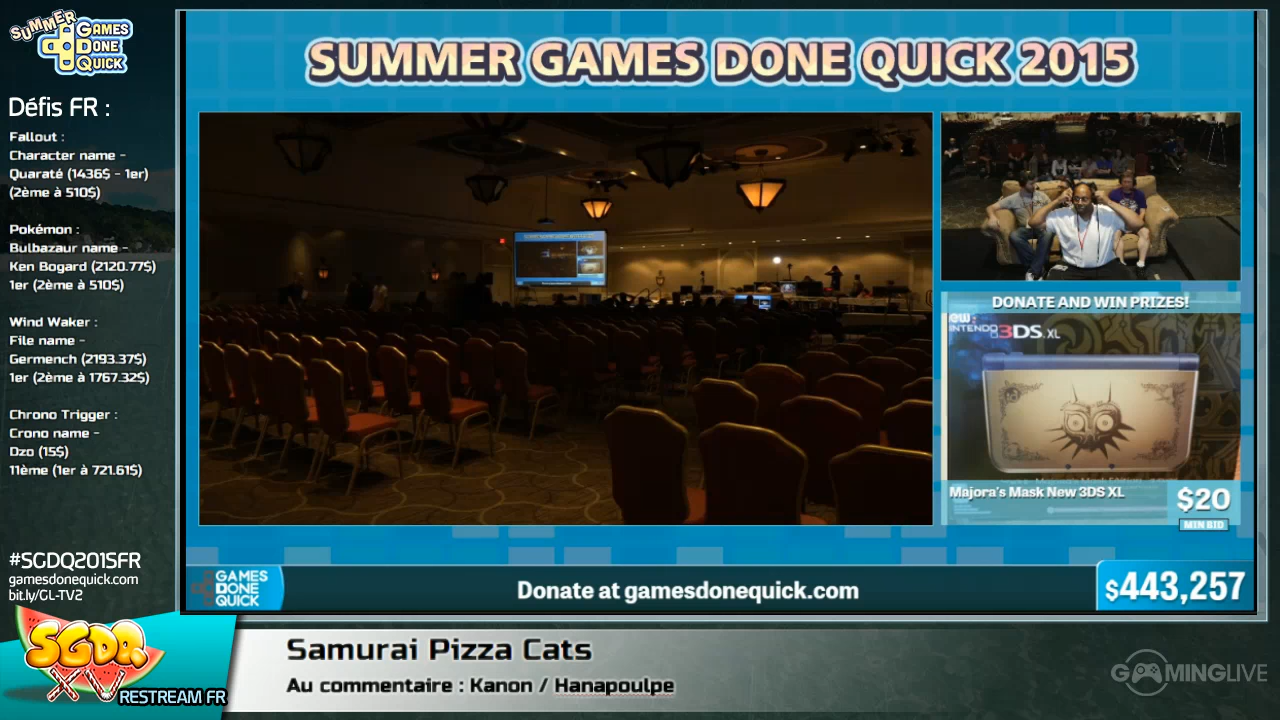 SUMMER
GAMES
DONE
QUICK
Défis FR :
Fallout :
Character name -
Quaraté (1436$ - 1er)
(2ème à 510$)
Pokémon :
Bulbazaur name -
Ken Bogard (2120.77$)
1er (2ème à 510$)
Wind Waker :
File name -
Germench (2193.37$)
1er (2ème à 1767.32$)
Chrono Trigger :
Crono name -
Dzo (15$)
11ème (1er à 721.61$)
#SGDQ2015FR
gamesdonequick.com
bit.ly/GL-TV2
SGDQ
XV
RESTREAM FR
SUMMER GAMES DONE QUICK 2015
DONATE AND WIN PRIZES!
NINTENDO 3DS XL
Majora's Mask New 3DS XL
$20
MIN BID
GAMES
DONE
QUICK
Donate at gamesdonequick.com
$443,257
Samurai Pizza Cats
Au commentaire : Kanon / Hanapoulpe
GAMINGLIVE